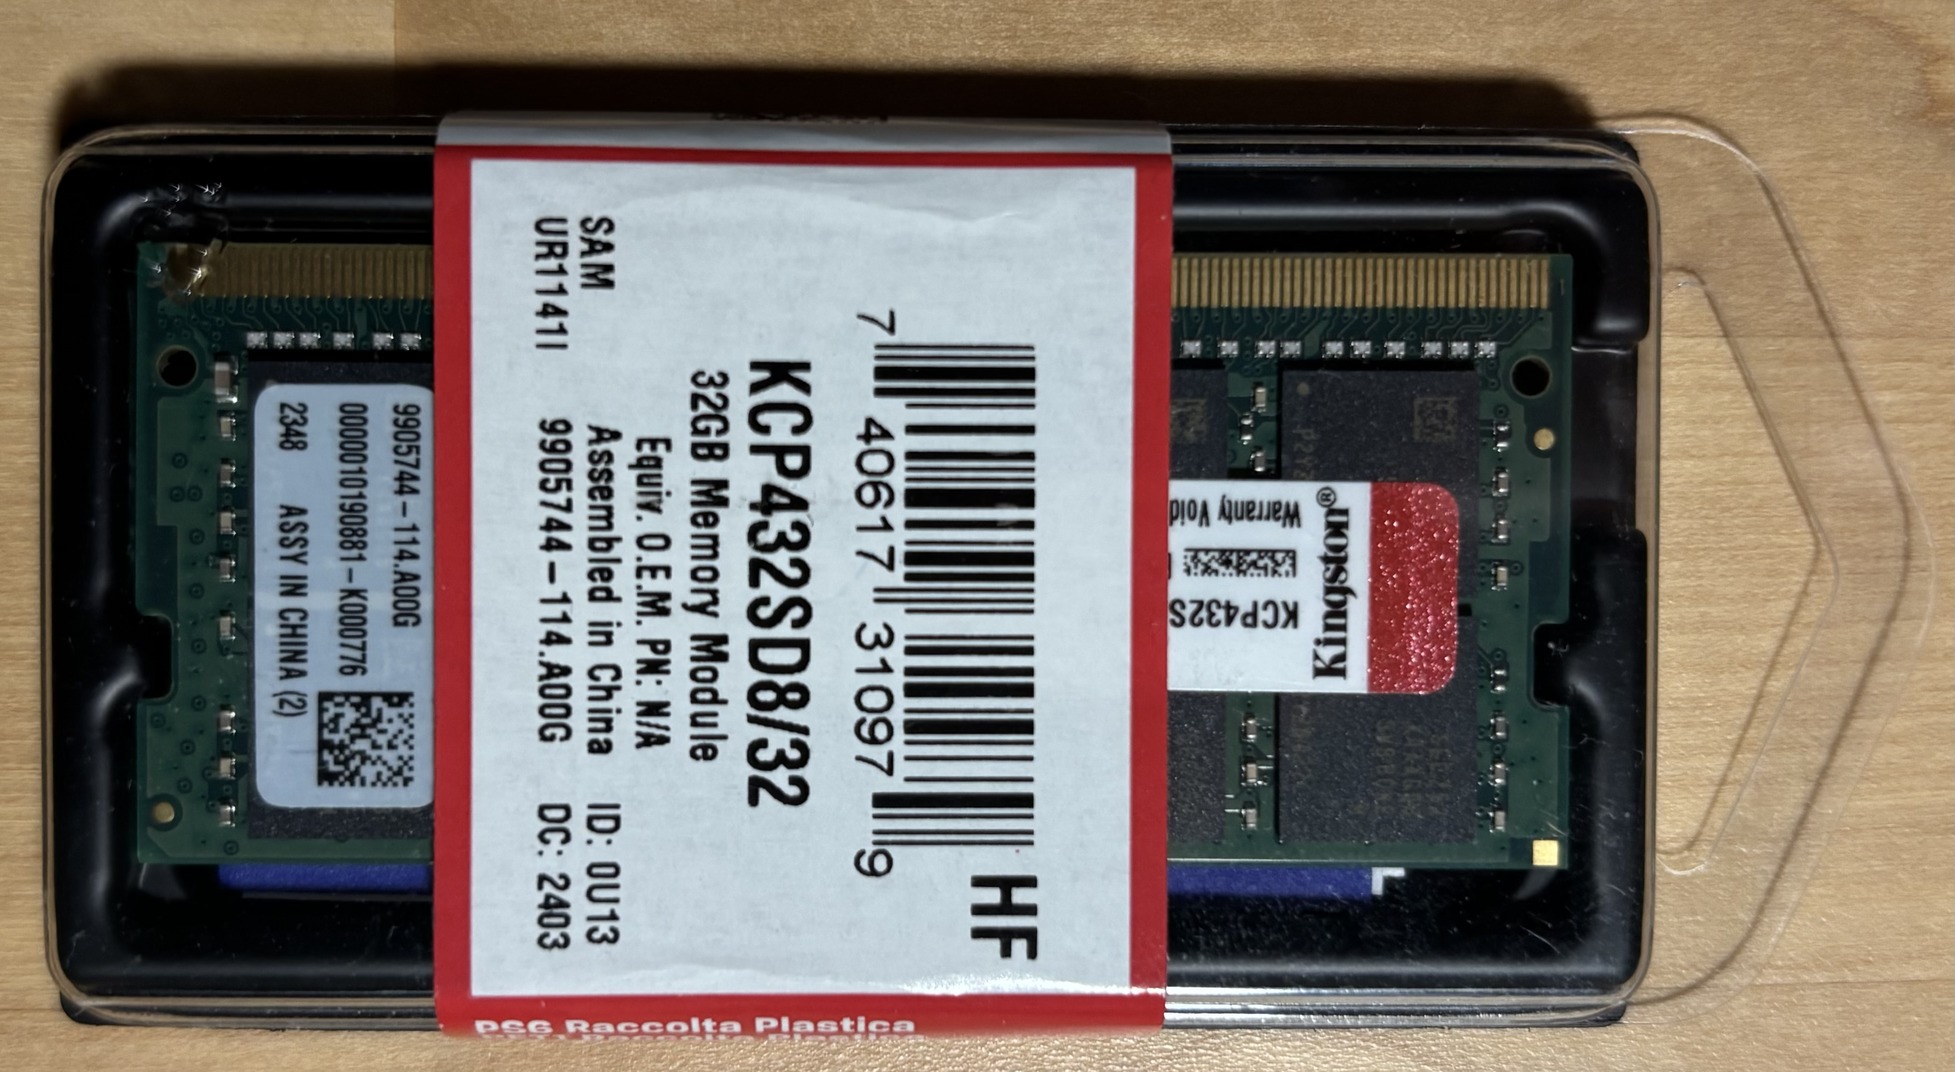 7 40617 31097 9
HF
KCP432SD8/32
32GB Memory Module
Equiv. O.E.M. PN: N/A
SAM Assembled in China ID: 0U13
UR1141I 9905744-114.A00G DC: 2403
PS6 Raccolta Plastica
9905744-114.A00G
000010190881-K000776
2348 ASSY IN CHINA (2)
Kingston®
KCP432S
Warranty Void